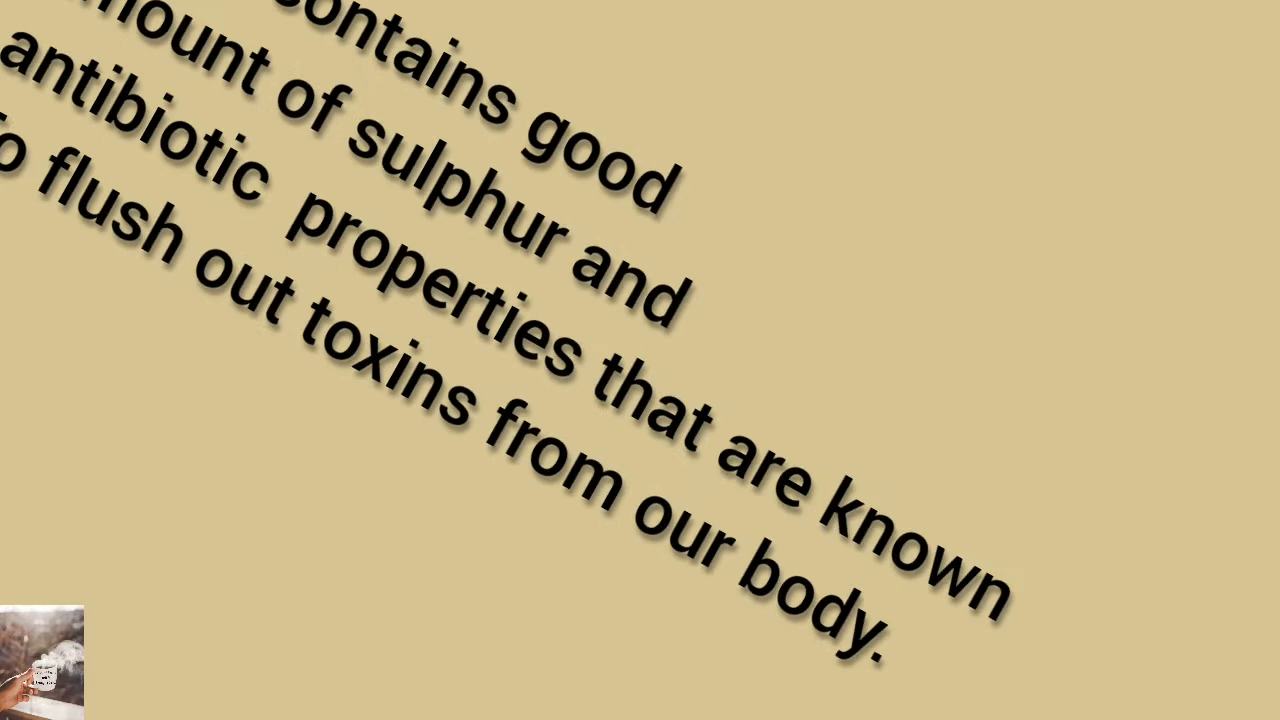 contains good
amount of sulphur and
antibiotic  properties that are known
To flush out toxins from our body.